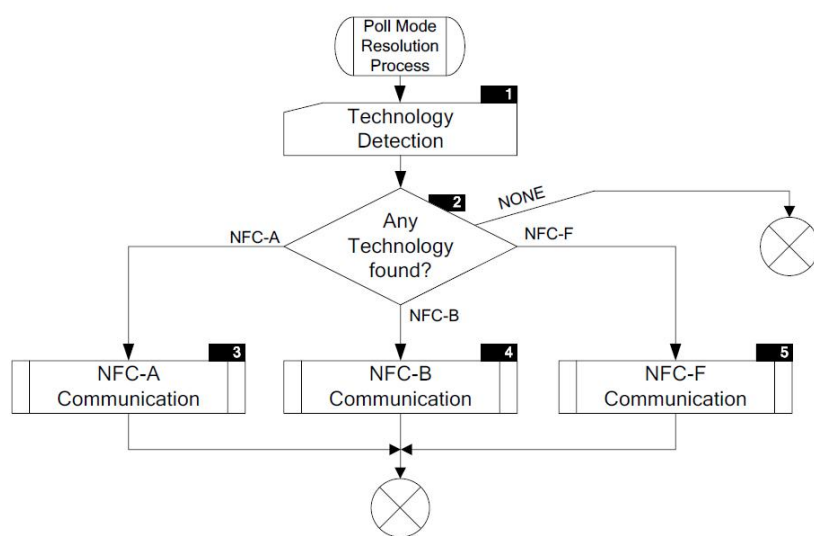 Poll Mode
Resolution
Process
1
Technology
Detection
2
NONE
Any
Technology
found?
NFC-A
NFC-F
NFC-B
3
NFC-A
Communication
4
NFC-B
Communication
5
NFC-F
Communication